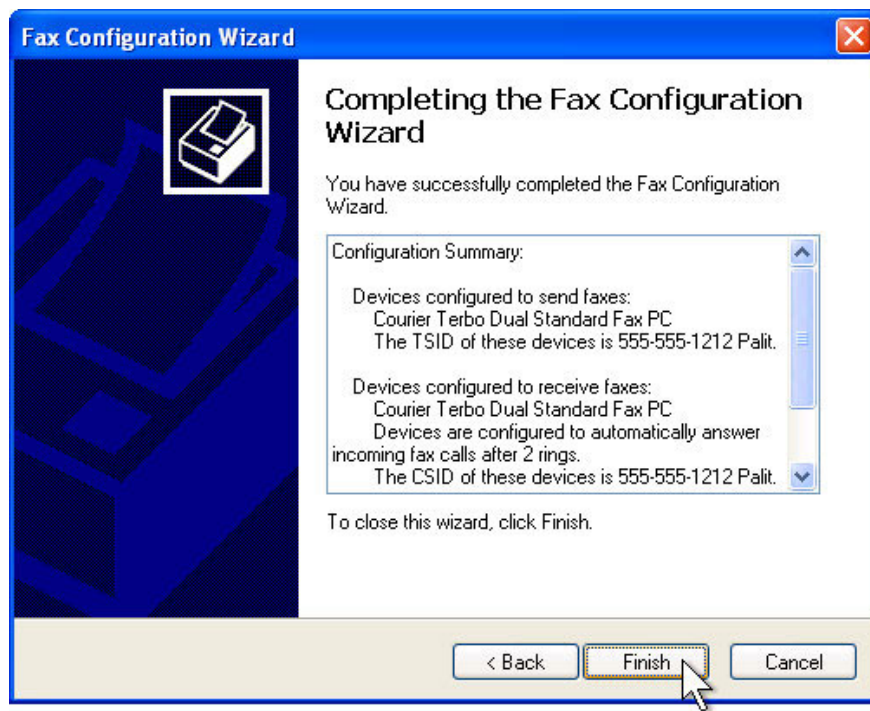 Fax Configuration Wizard
Completing the Fax Configuration
Wizard
You have successfully completed the Fax Configuration
Wizard.
Configuration Summary:
Devices configured to send faxes:
Courier Terbo Dual Standard Fax PC
The TSID of these devices is 555-555-1212 Palit.
Devices configured to receive faxes:
Courier Terbo Dual Standard Fax PC
Devices are configured to automatically answer
incoming fax calls after 2 rings.
The CSID of these devices is 555-555-1212 Palit.
To close this wizard, click Finish.
< Back Finish Cancel